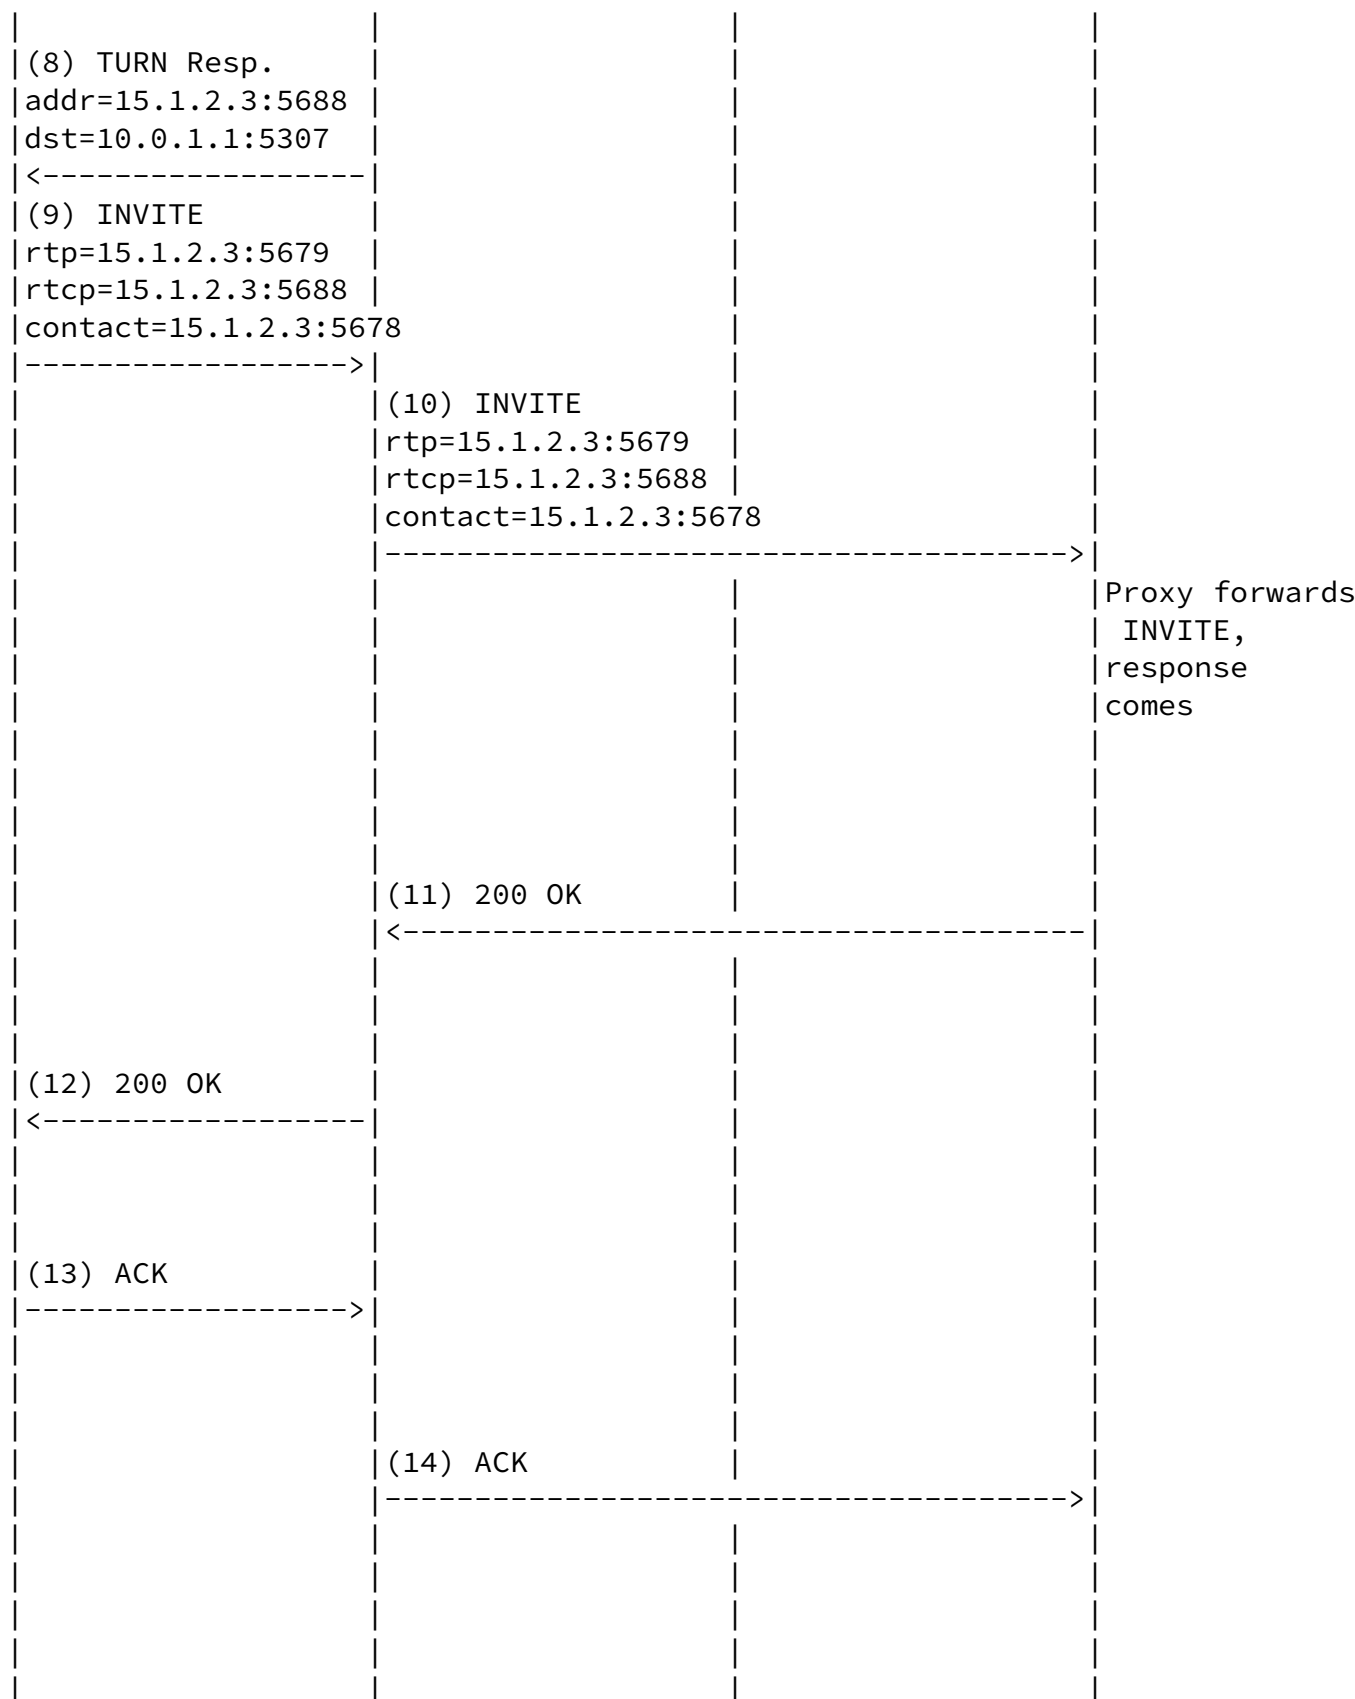 (8) TURN Resp.
addr=15.1.2.3:5688
dst=10.0.1.1:5307
<------------------
(9) INVITE
rtp=15.1.2.3:5679
rtcp=15.1.2.3:5688
contact=15.1.2.3:5678
------------------>
(10) INVITE
rtp=15.1.2.3:5679
rtcp=15.1.2.3:5688
contact=15.1.2.3:5678
-------------------------------------->
Proxy forwards
INVITE,
response
comes
(11) 200 OK
<--------------------------------------
(12) 200 OK
<------------------
(13) ACK
------------------>
(14) ACK
-------------------------------------->